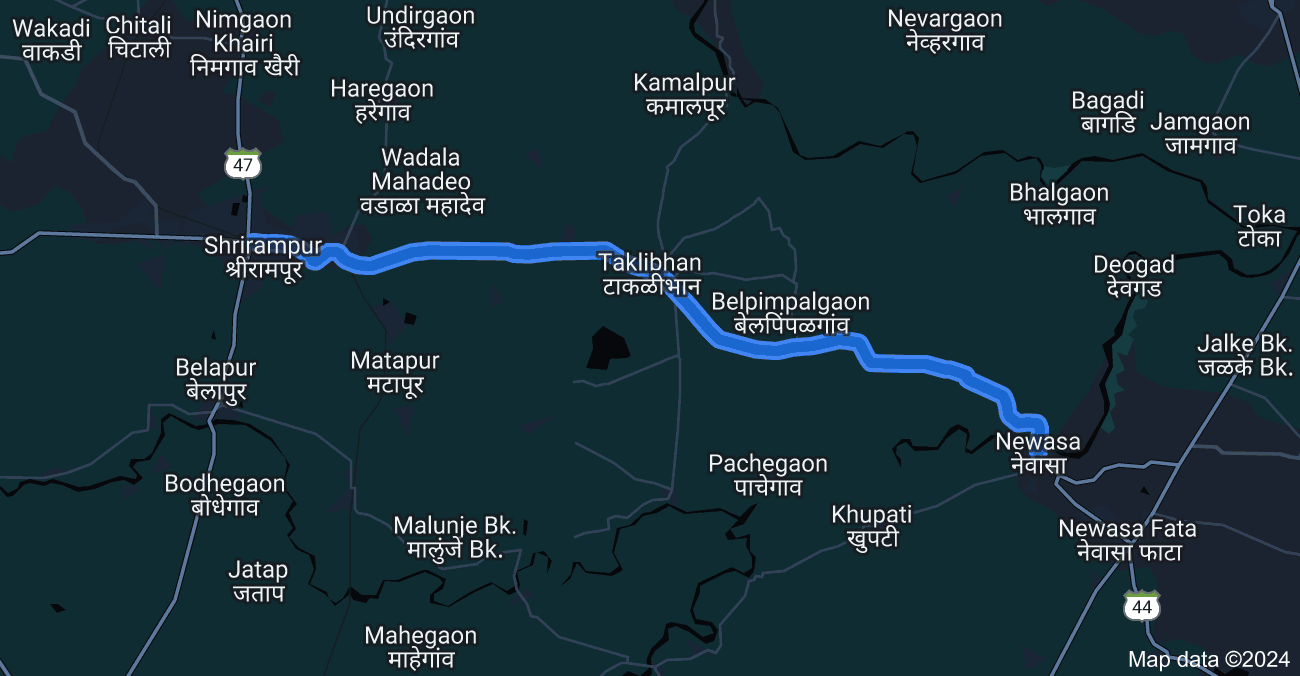 Wakadi
वाकडी
Chitali
चिटाली
Nimgaon
Khairi
निमगाव खैरी
Undirgaon
उंदिरगांव
Nevargaon
नेव्हरगाव
Haregaon
हरेगाव
Kamalpur
कमालपूर
Bagadi
बागडि
Jamgaon
जामगाव
47
Wadala
Mahadeo
वडाळा महादेव
Bhalgaon
भालगाव
Toka
टोका
Shrirampur
श्रीरामपूर
Taklibhan
टाकळीभान
Deogad
देवगड
Belpimpalgaon
बेलपिंपळगांव
Jalke Bk.
जळके Bk.
Belapur
बेलापुर
Matapur
मटापूर
Newasa
नेवासा
Pachegaon
पाचेगाव
Bodhegaon
बोधेगाव
Khupati
खुपटी
Malunje Bk.
मालुंजे Bk.
Newasa Fata
नेवासा फाटा
Jatap
जताप
44
Mahegaon
माहेगांव
Map data ©2024